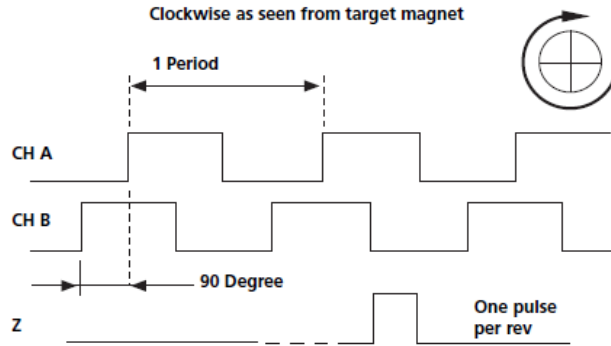 Clockwise as seen from target magnet
1 Period
CH A
CH B
90 Degree
Z
One pulse
per rev